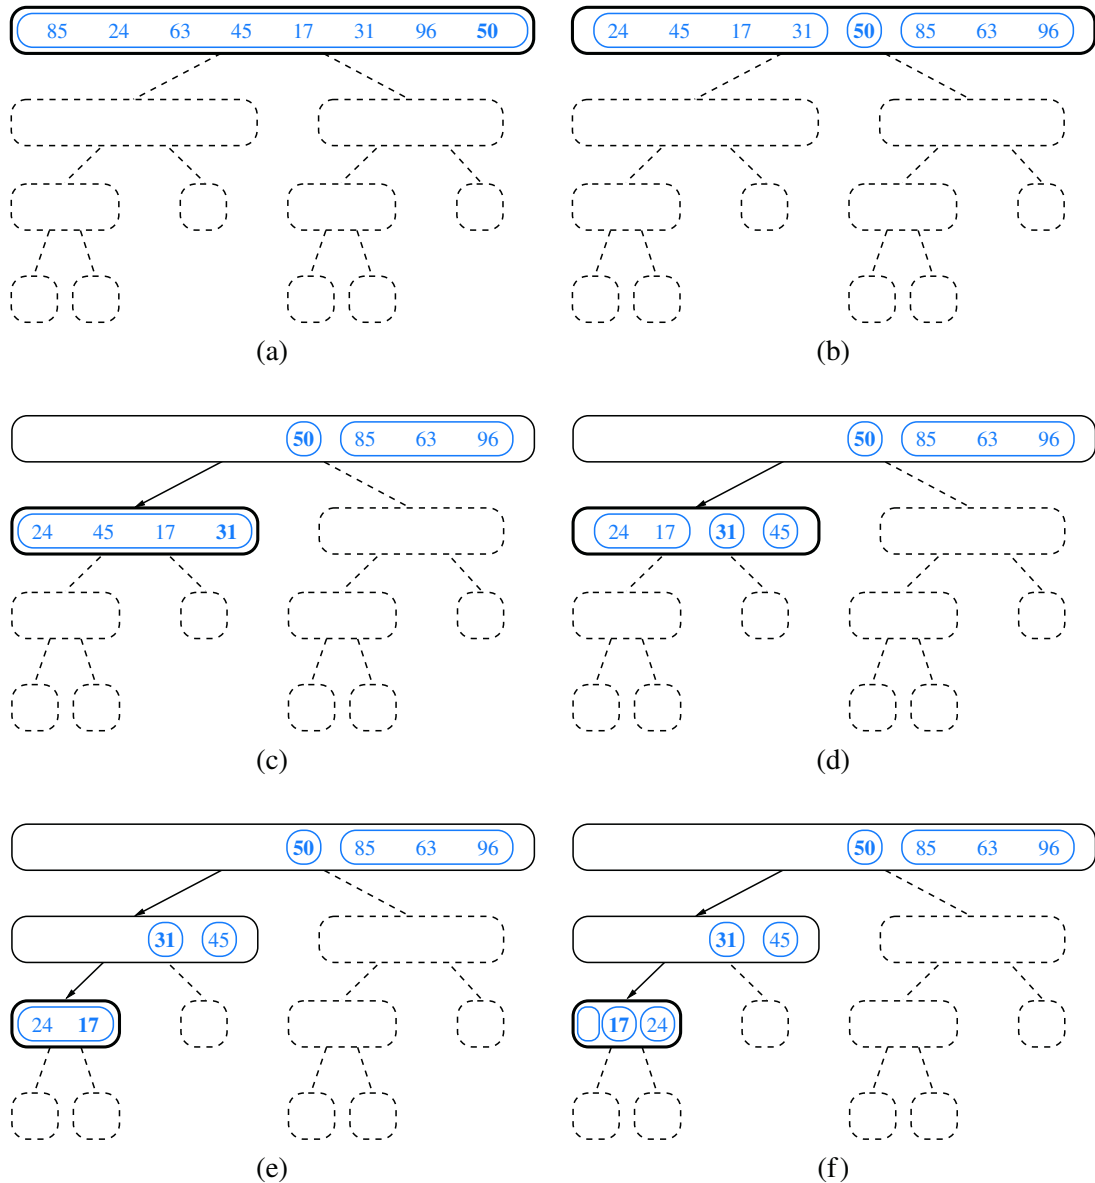 85 24 63 45 17 31 96 50
24 45 17 31 50 85 63 96
(a)
(b)
50 85 63 96
50 85 63 96
24 45 17 31
24 17 31 45
(c)
(d)
50 85 63 96
50 85 63 96
31 45
31 45
24 17
17 24
(e)
(f)